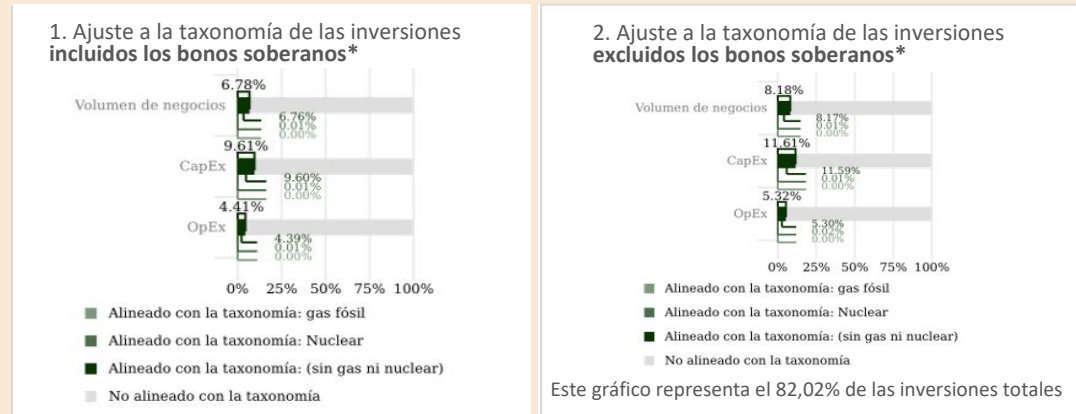 1. Ajuste a la taxonomía de las inversiones
incluidos los bonos soberanos*
6.78%
Volumen de negocios
6.76%
0.01%
0.00%
9.61%
CapEx
9.60%
0.01%
0.00%
4.41%
OpEx
4.39%
0.01%
0.00%
0% 25% 50% 75% 100%
Alineado con la taxonomía: gas fósil
Alineado con la taxonomía: Nuclear
Alineado con la taxonomía: (sin gas ni nuclear)
No alineado con la taxonomía
2. Ajuste a la taxonomía de las inversiones
excluidos los bonos soberanos*
8.18%
Volumen de negocios
8.17%
0.01%
0.00%
11.61%
CapEx
11.59%
0.01%
0.00%
5.32%
OpEx
5.30%
0.02%
0.00%
0% 25% 50% 75% 100%
Alineado con la taxonomía: gas fósil
Alineado con la taxonomía: Nuclear
Alineado con la taxonomía: (sin gas ni nuclear)
No alineado con la taxonomía
Este gráfico representa el 82,02% de las inversiones totales